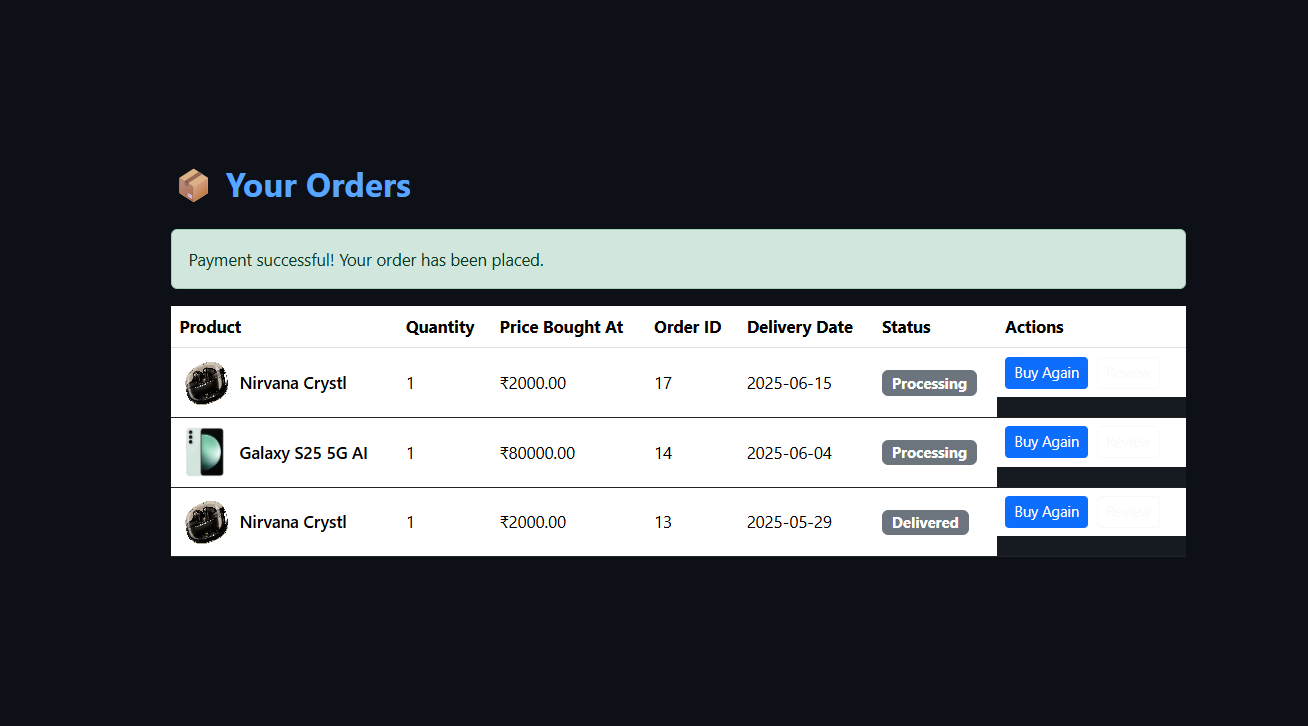 Your Orders
Payment successful! Your order has been placed.
Product Quantity Price Bought At Order ID Delivery Date Status Actions
Nirvana Crystl 1 ₹2000.00 17 2025-06-15 Processing Buy Again Review
Galaxy S25 5G AI 1 ₹80000.00 14 2025-06-04 Processing Buy Again Review
Nirvana Crystl 1 ₹2000.00 13 2025-05-29 Delivered Buy Again Review